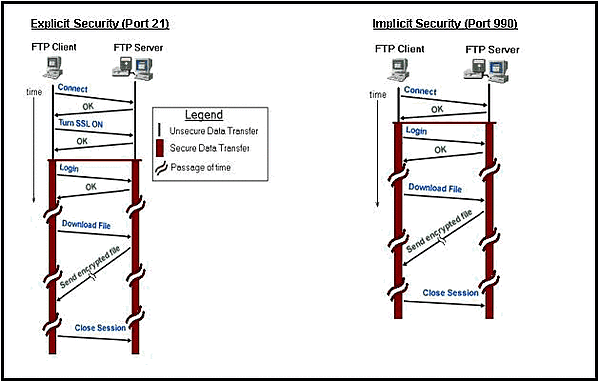 Explicit Security (Port 21)
FTP Client
FTP Server
time
Connect
OK
Turn SSL ON
OK
Login
OK
Download File
Send encrypted file
Close Session
Legend
Unsecure Data Transfer
Secure Data Transfer
Passage of time
Implicit Security (Port 990)
FTP Client
FTP Server
time
Connect
OK
Login
OK
Download File
Send encrypted file
Close Session